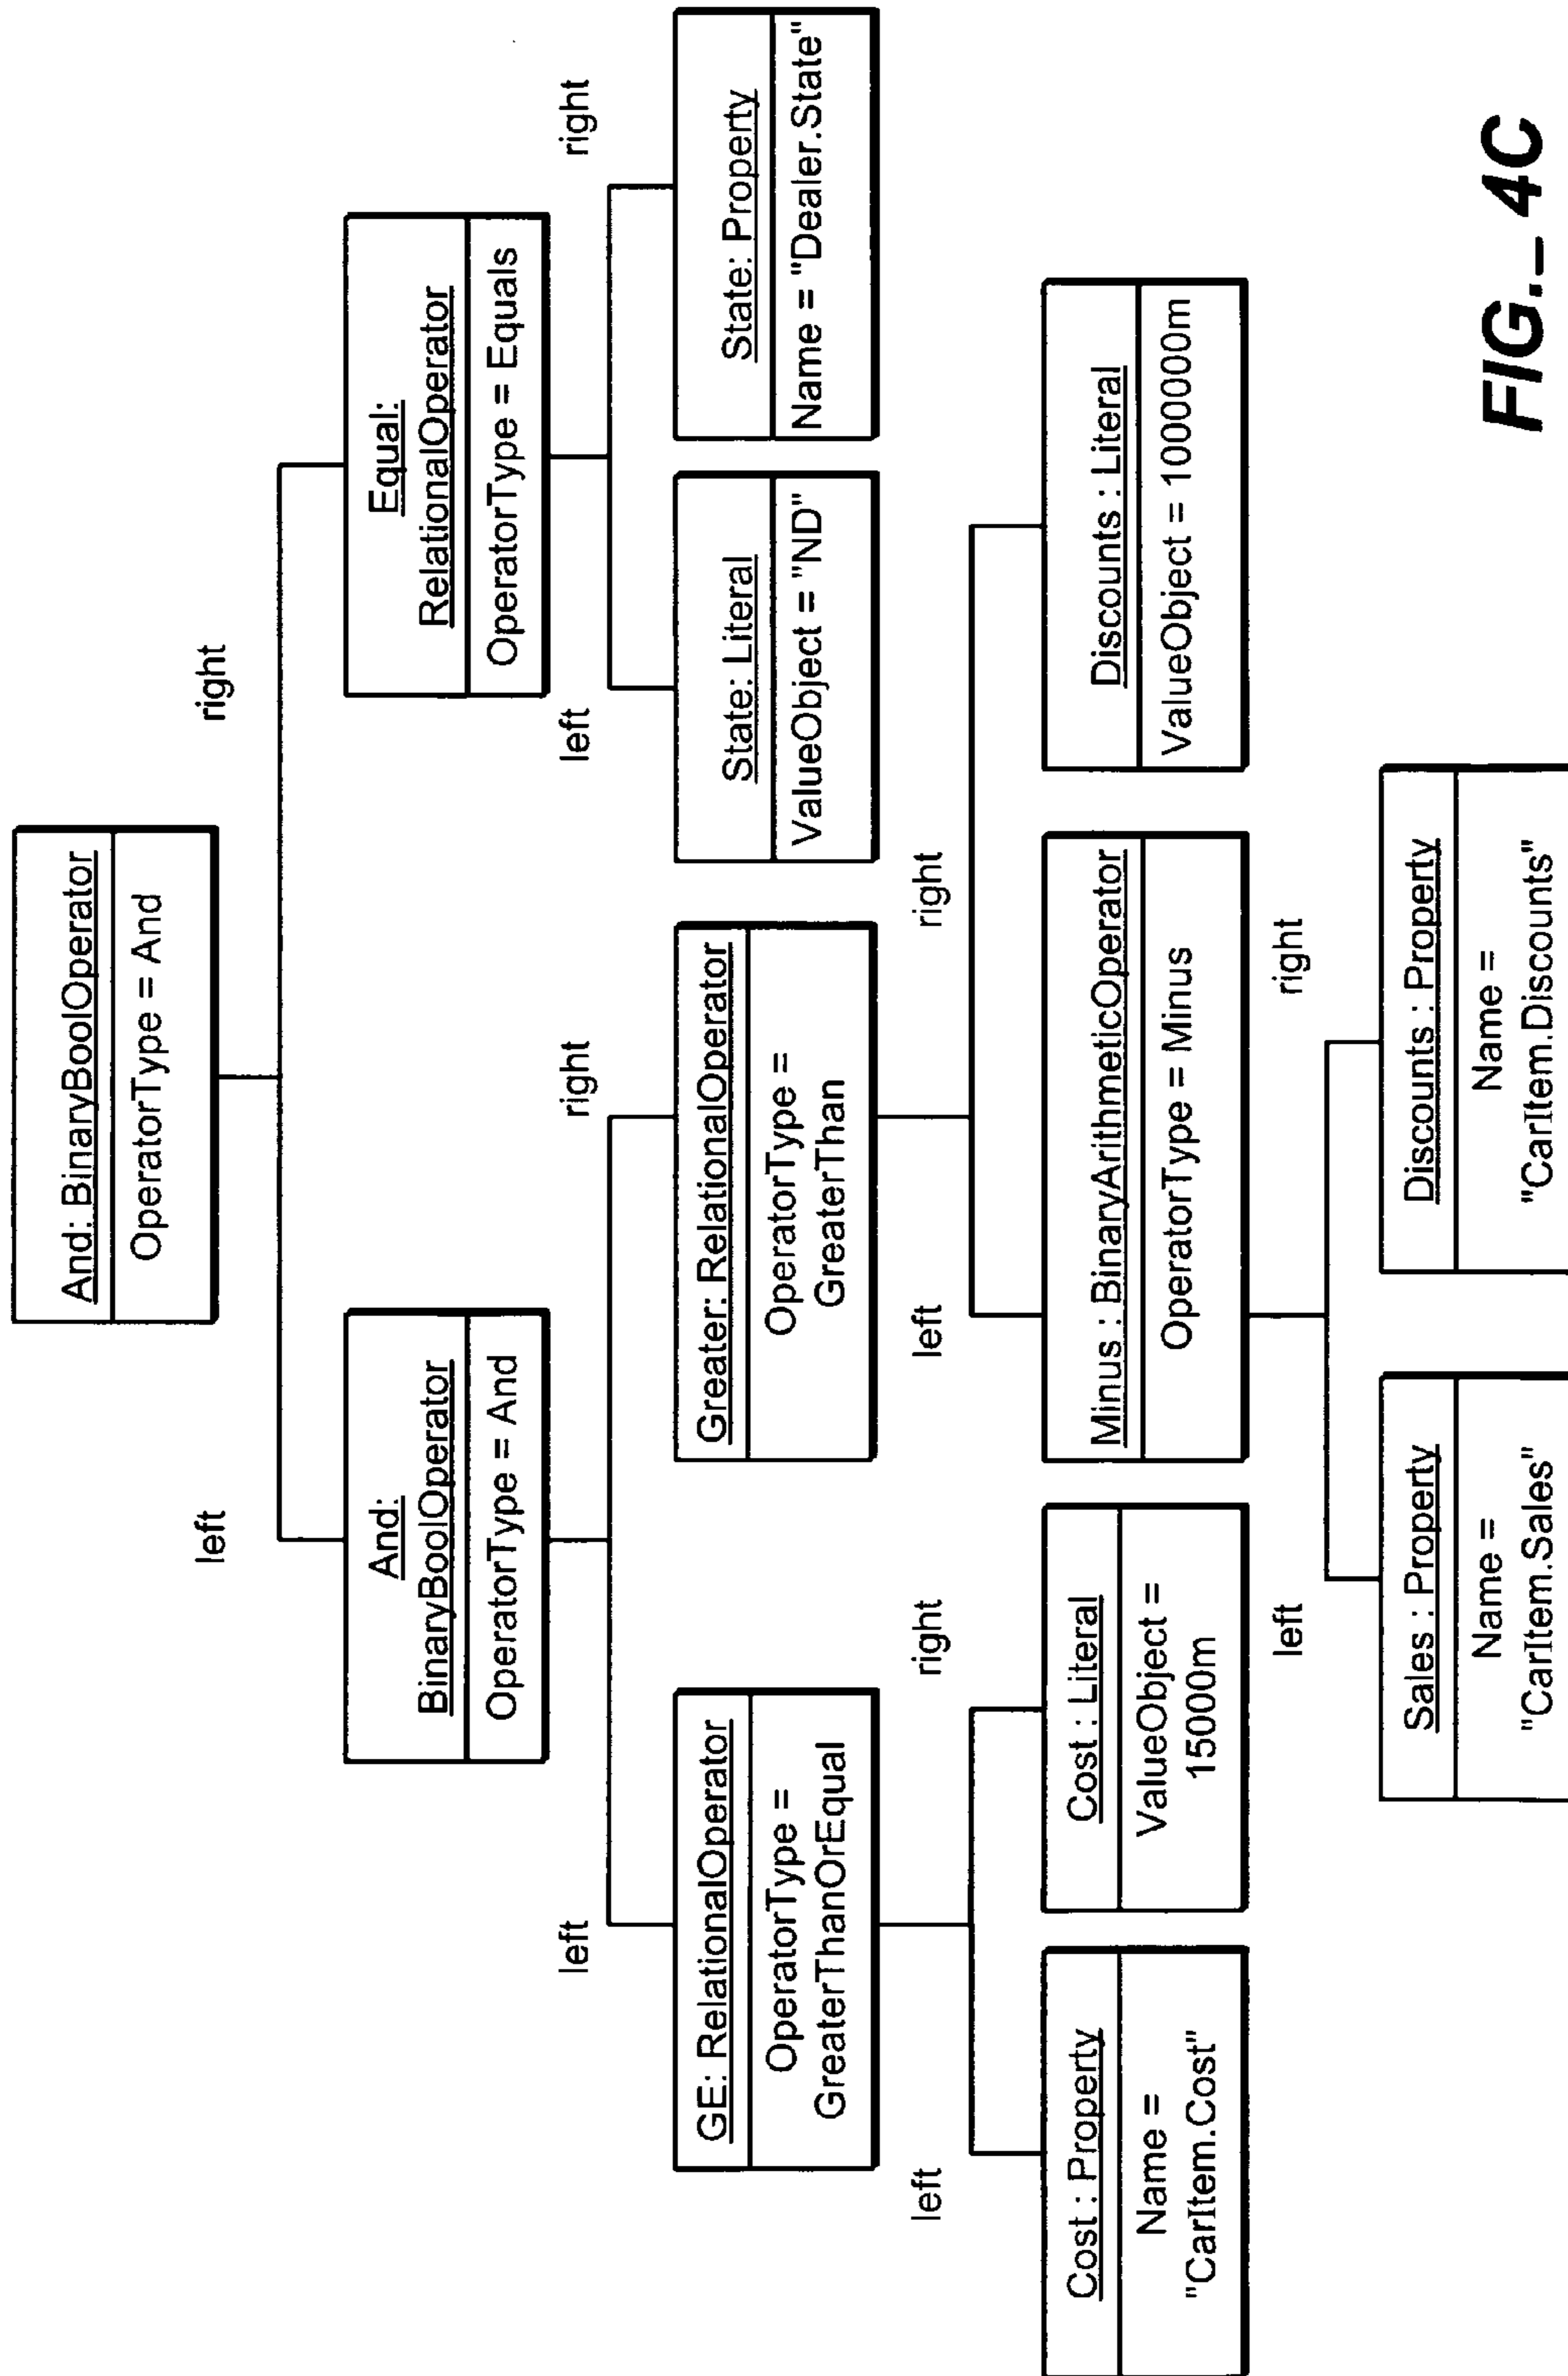 And: BinaryBoolOperator
OperatorType = And
left
right
And:
BinaryBoolOperator
OperatorType = And
Equal:
RelationalOperator
OperatorType = Equals
left
right
left
right
GE: RelationalOperator
OperatorType =
GreaterThanOrEqual
Greater: RelationalOperator
OperatorType =
GreaterThan
State: Literal
ValueObject = "ND"
State: Property
Name = "Dealer.State"
left
right
left
right
Cost : Property
Name =
"CarItem.Cost"
Cost : Literal
ValueObject =
15000m
Minus : BinaryArithmeticOperator
OperatorType = Minus
Discounts : Literal
ValueObject = 1000000m
left
right
Sales : Property
Name =
"CarItem.Sales"
Discounts : Property
Name =
"CarItem.Discounts"
FIG._ 4C